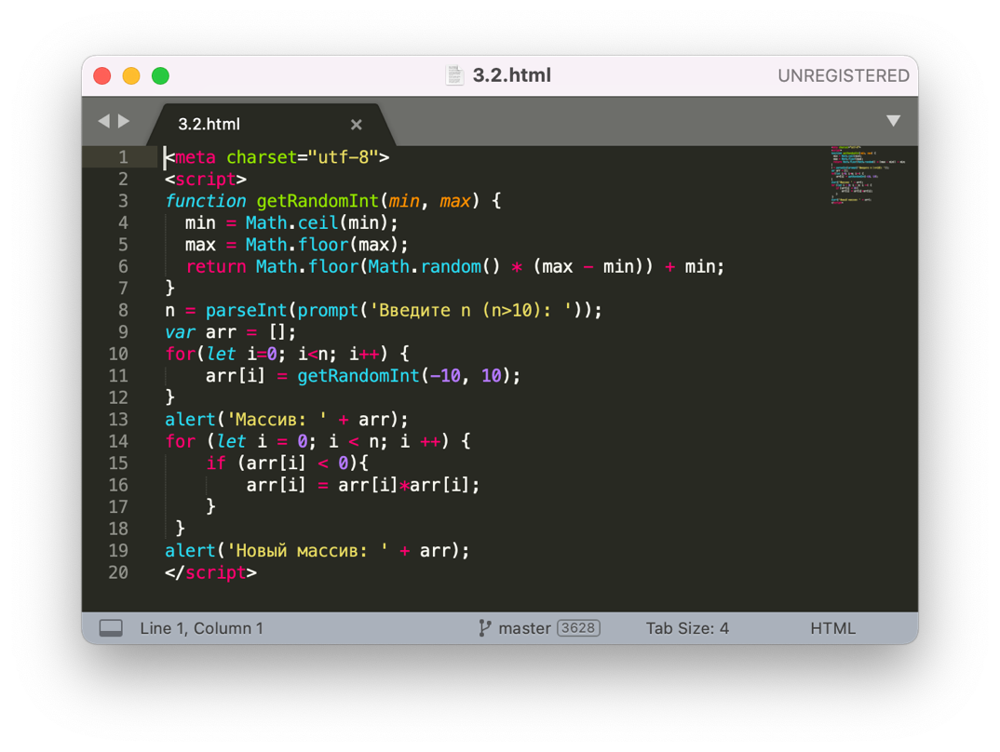 3.2.html
UNREGISTERED
3.2.html
1 <meta charset="utf-8">
2 <script>
3 function getRandomInt(min, max) {
4   min = Math.ceil(min);
5   max = Math.floor(max);
6   return Math.floor(Math.random() * (max - min)) + min;
7 }
8 n = parseInt(prompt('Введите n (n>10): '));
9 var arr = [];
10 for(let i=0; i<n; i++) {
11     arr[i] = getRandomInt(-10, 10);
12 }
13 alert('Массив: ' + arr);
14 for (let i = 0; i < n; i ++) {
15     if (arr[i] < 0){
16         arr[i] = arr[i]*arr[i];
17     }
18  }
19 alert('Новый массив: ' + arr);
20 </script>
Line 1, Column 1 master 3628 Tab Size: 4 HTML